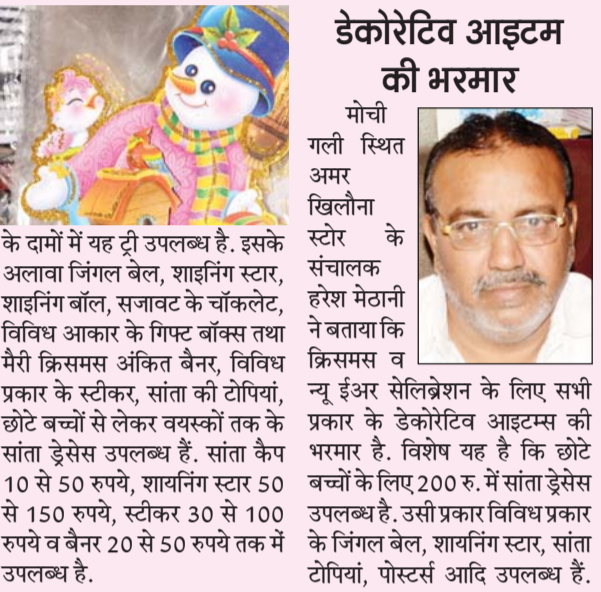 के दामों में यह ट्री उपलब्ध है. इसके
अलावा जिंगल बेल, शाइनिंग स्टार,
शाइनिंग बॉल, सजावट के चॉकलेट,
विविध आकार के गिफ्ट बॉक्स तथा
मैरी क्रिसमस अंकित बैनर, विविध
प्रकार के स्टीकर, सांता की टोपियां,
छोटे बच्चों से लेकर वयस्कों तक के
सांता ड्रेसेस उपलब्ध हैं. सांता कैप
10 से 50 रुपये, शायनिंग स्टार 50
से 150 रुपये, स्टीकर 30 से 100
रुपये व बैनर 20 से 50 रुपये तक में
उपलब्ध है.
डेकोरेटिव आइटम
की भरमार
मोची
गली स्थित
अमर
खिलौना
स्टोर के
संचालक
हरेश मेठानी
ने बताया कि
क्रिसमस व
न्यू ईअर सेलिब्रेशन के लिए सभी
प्रकार के डेकोरेटिव आइटम्स की
भरमार है. विशेष यह है कि छोटे
बच्चों के लिए 200 रु. में सांता ड्रेसेस
उपलब्ध है. उसी प्रकार विविध प्रकार
के जिंगल बेल, शायनिंग स्टार, सांता
टोपियां, पोस्टर्स आदि उपलब्ध हैं.